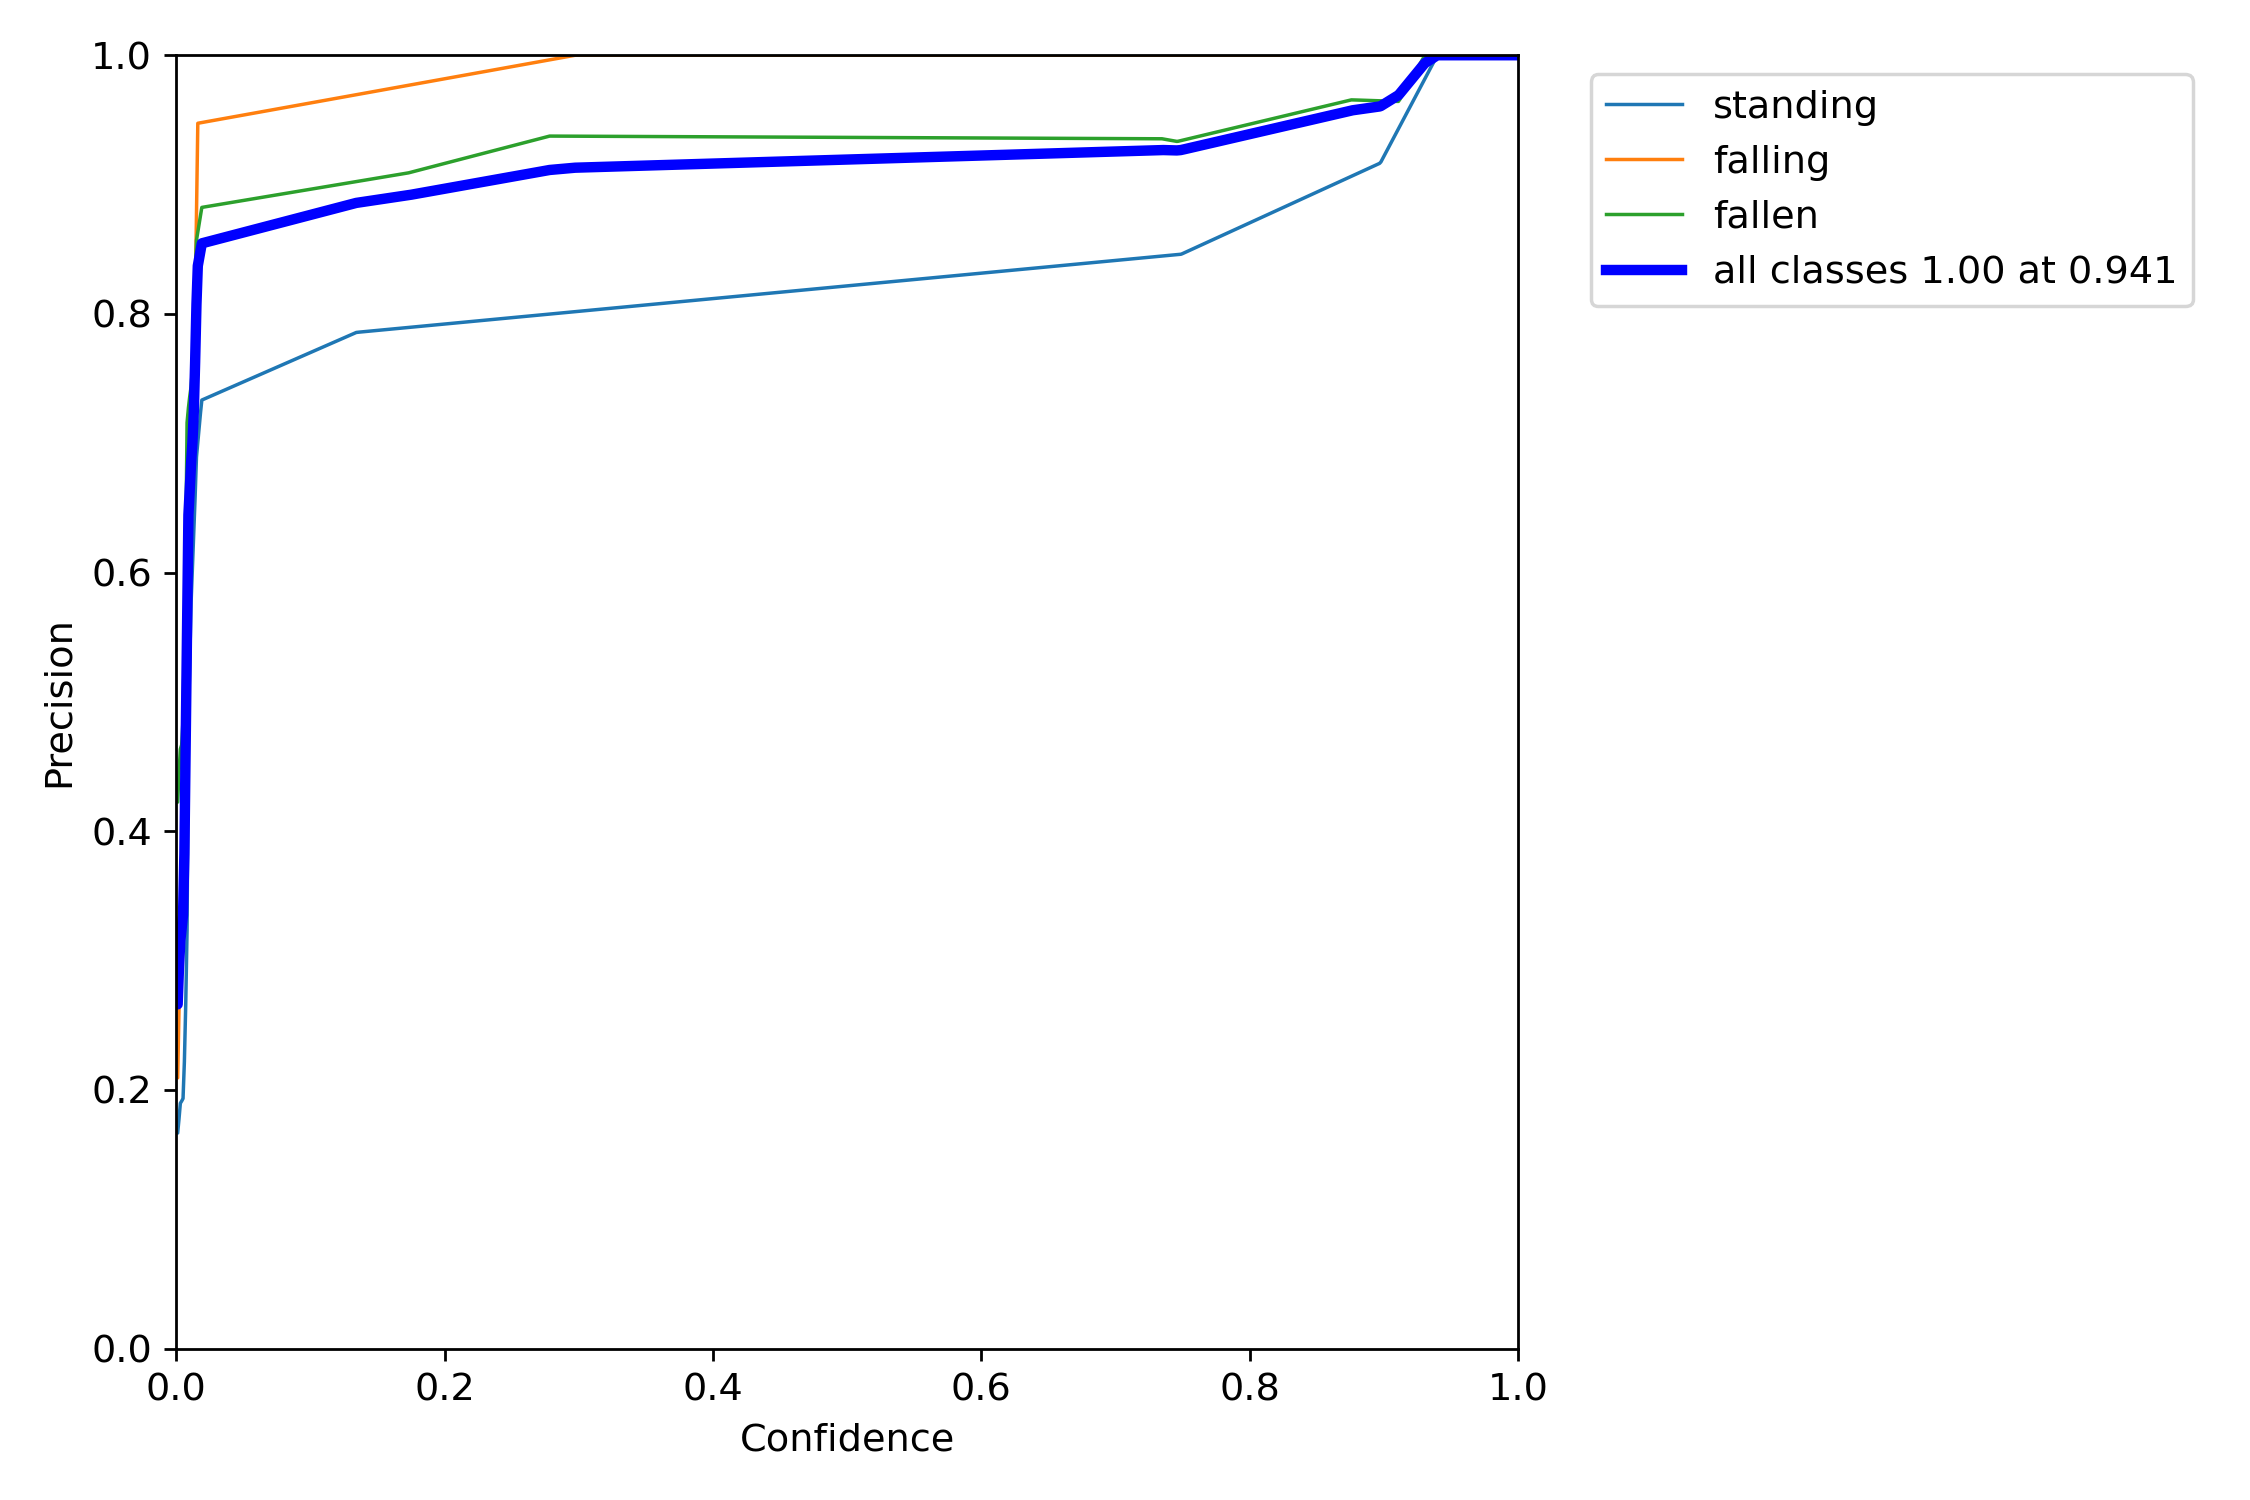 1.0
0.8
0.6
0.4
0.2
0.0
0.0 0.2 0.4 0.6 0.8 1.0
Precision
Confidence
standing
falling
fallen
all classes 1.00 at 0.941